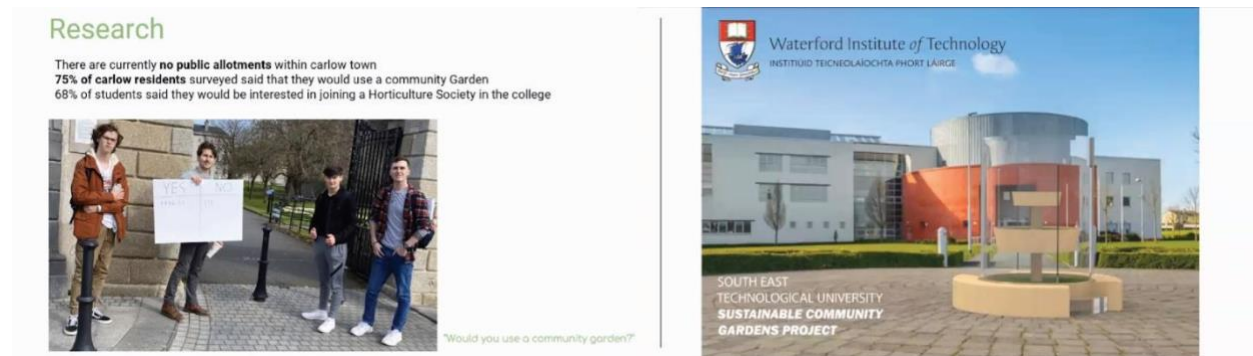 Research
There are currently no public allotments within carlow town
75% of carlow residents surveyed said that they would use a community Garden
68% of students said they would be interested in joining a Horticulture Society in the college
YES NO
"Would you use a community garden?"
Waterford Institute of Technology
INSTITIÚID TEICNEOLAÍOCHTA PHORT LÁIRGE
SOUTH EAST
TECHNOLOGICAL UNIVERSITY
SUSTAINABLE COMMUNITY
GARDENS PROJECT